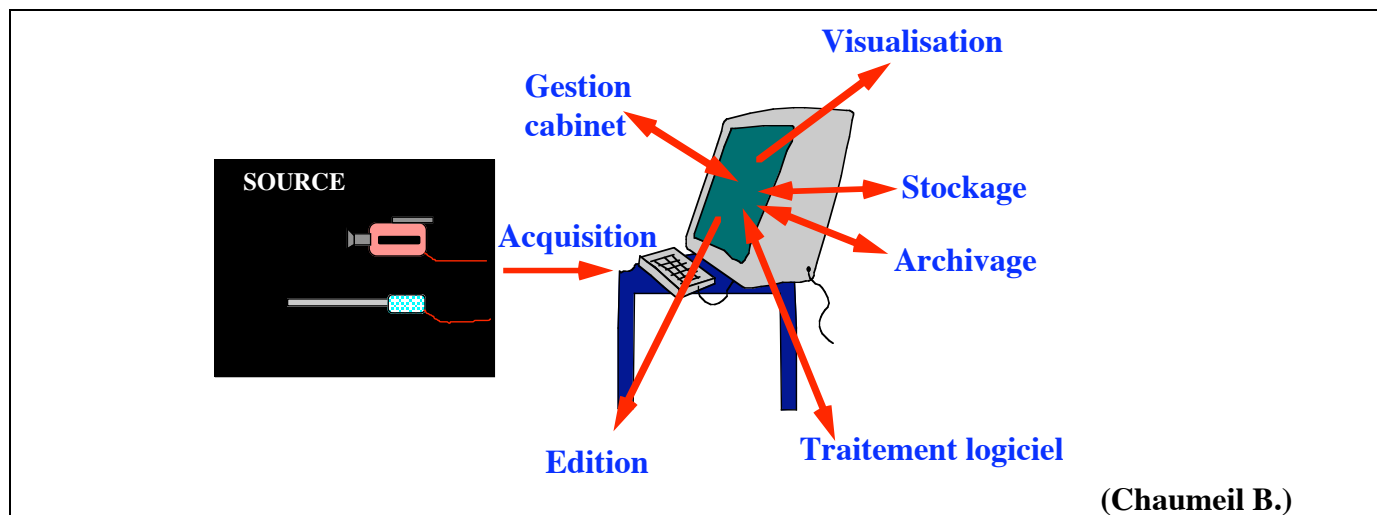 Visualisation
Gestion
cabinet
SOURCE
Stockage
Acquisition
Archivage
Traitement logiciel
Edition
(Chaumeil B.)